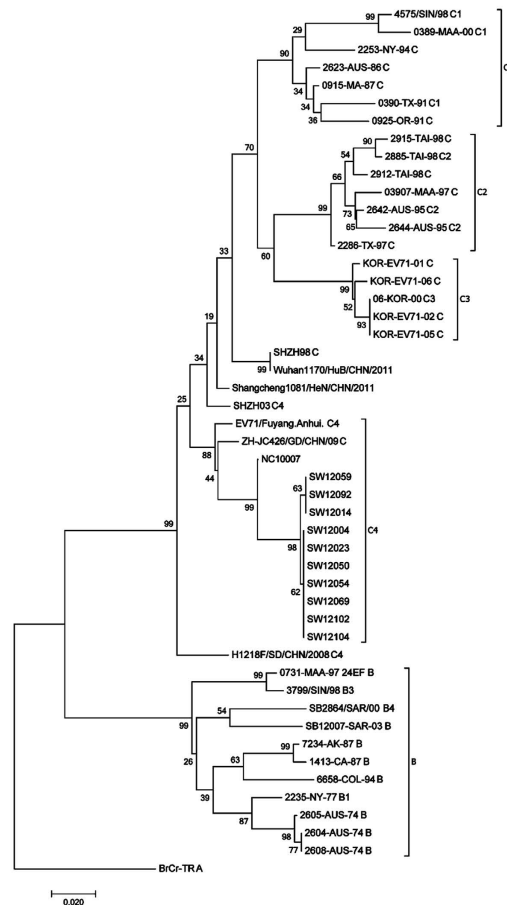 4575/SIN/98 C1
99
0389-MAA-00 C1
29
2253-NY-94 C
90
2623-AUS-86 C
34
0915-MA-87 C
34
0390-TX-91 C1
36
0925-OR-91 C
C
2915-TAI-98 C
90
2885-TAI-98 C2
54
2912-TAI-98 C
66
03907-MAA-97 C
99
73
2642-AUS-95 C2
65
2644-AUS-95 C2
2286-TX-97 C
C2
70
60
KOR-EV71-01 C
99
KOR-EV71-06 C
52
06-KOR-00 C3
KOR-EV71-02 C
93
KOR-EV71-05 C
C3
33
SHZH98 C
99
Wuhan1170/HuB/CHN/2011
19
Shangcheng1081/HeN/CHN/2011
34
SHZH03 C4
25
EV71/Fuyang.Anhui. C4
88
ZH-JC426/GD/CHN/09 C
44
NC10007
99
SW12059
63
SW12092
SW12014
98
SW12004
SW12023
SW12050
SW12054
62
SW12069
SW12102
SW12104
C4
99
H1218F/SD/CHN/2008 C4
0731-MAA-97 24EF B
99
3799/SIN/98 B3
99
SB2864/SAR/00 B4
54
SB12007-SAR-03 B
26
7234-AK-87 B
99
1413-CA-87 B
63
6658-COL-94 B
39
2235-NY-77 B1
87
2605-AUS-74 B
98
2604-AUS-74 B
77
2608-AUS-74 B
B
BrCr-TR A
0.020